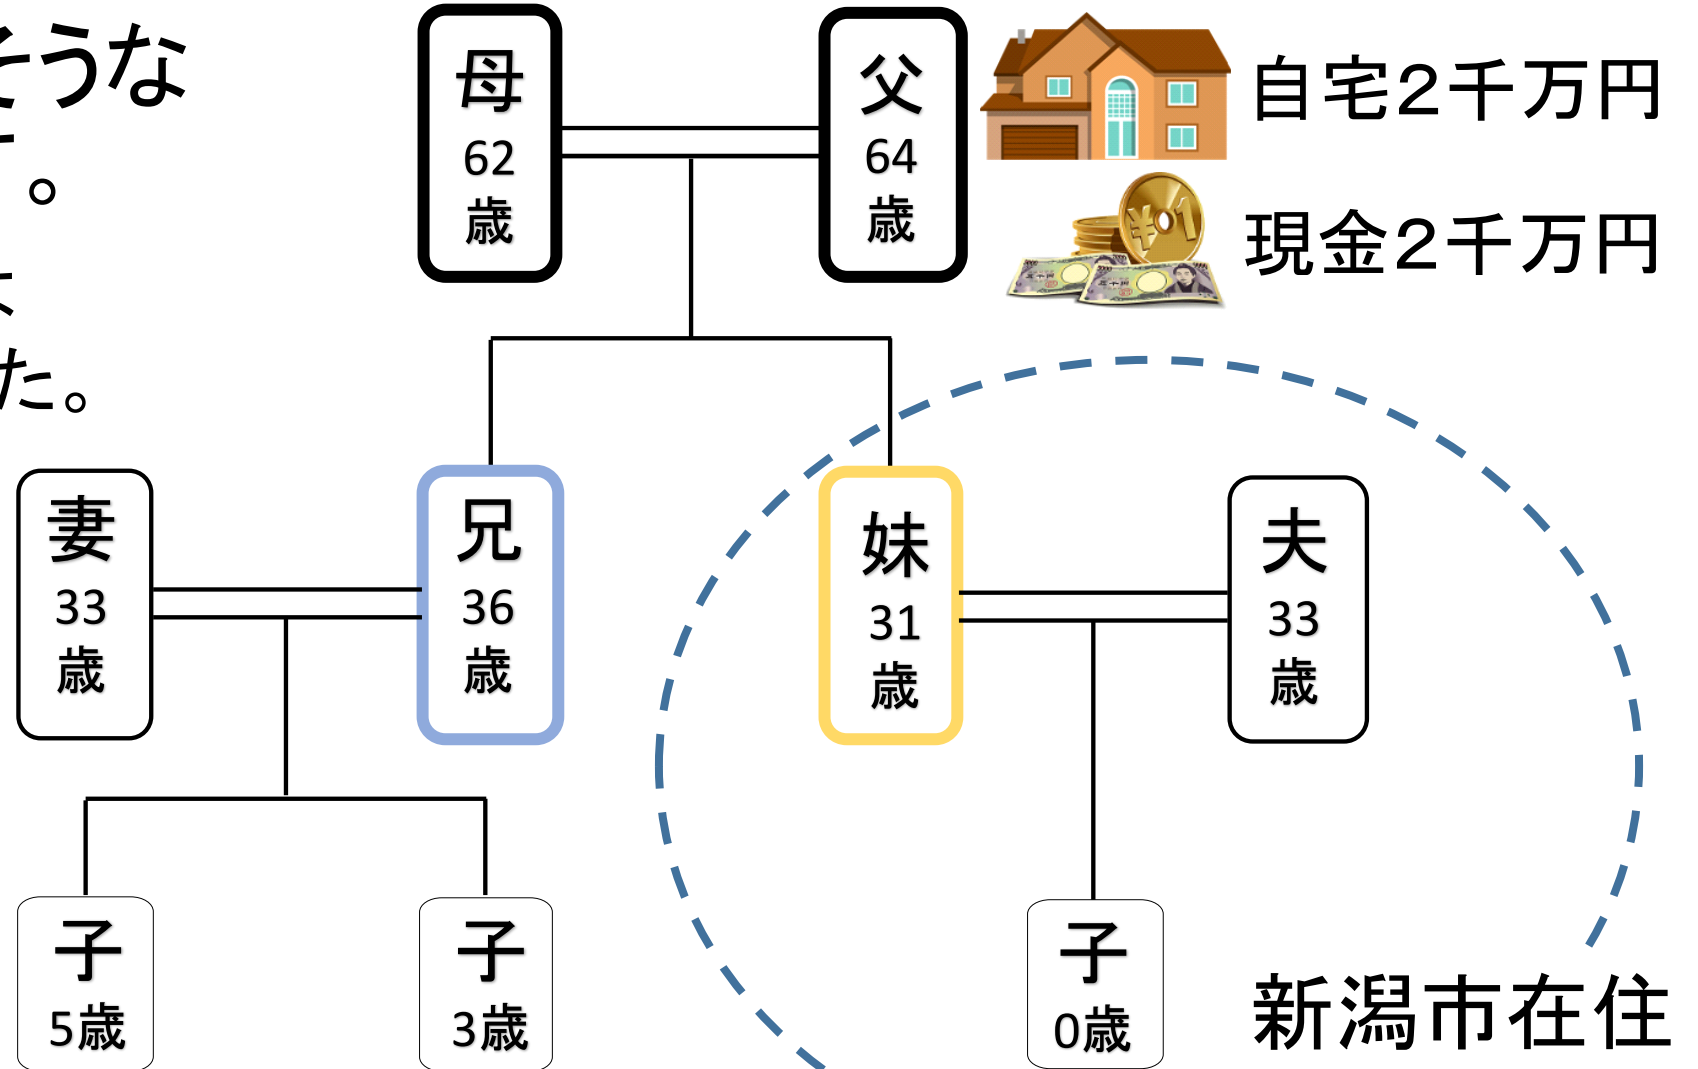 そうな
。
た。
母
62
歳
父
64
歳
自宅２千万円
現金２千万円
妻
33
歳
兄
36
歳
妹
31
歳
夫
33
歳
子
5歳
子
3歳
子
0歳
新潟市在住